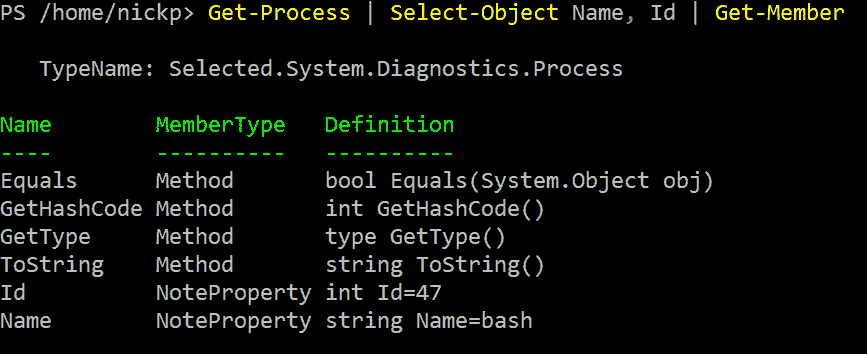 PS /home/nickp> Get-Process | Select-Object Name, Id | Get-Member
TypeName: Selected.System.Diagnostics.Process
Name MemberType Definition
---- ---------- ----------
Equals Method bool Equals(System.Object obj)
GetHashCode Method int GetHashCode()
GetType Method type GetType()
ToString Method string ToString()
Id NoteProperty int Id=47
Name NoteProperty string Name=bash